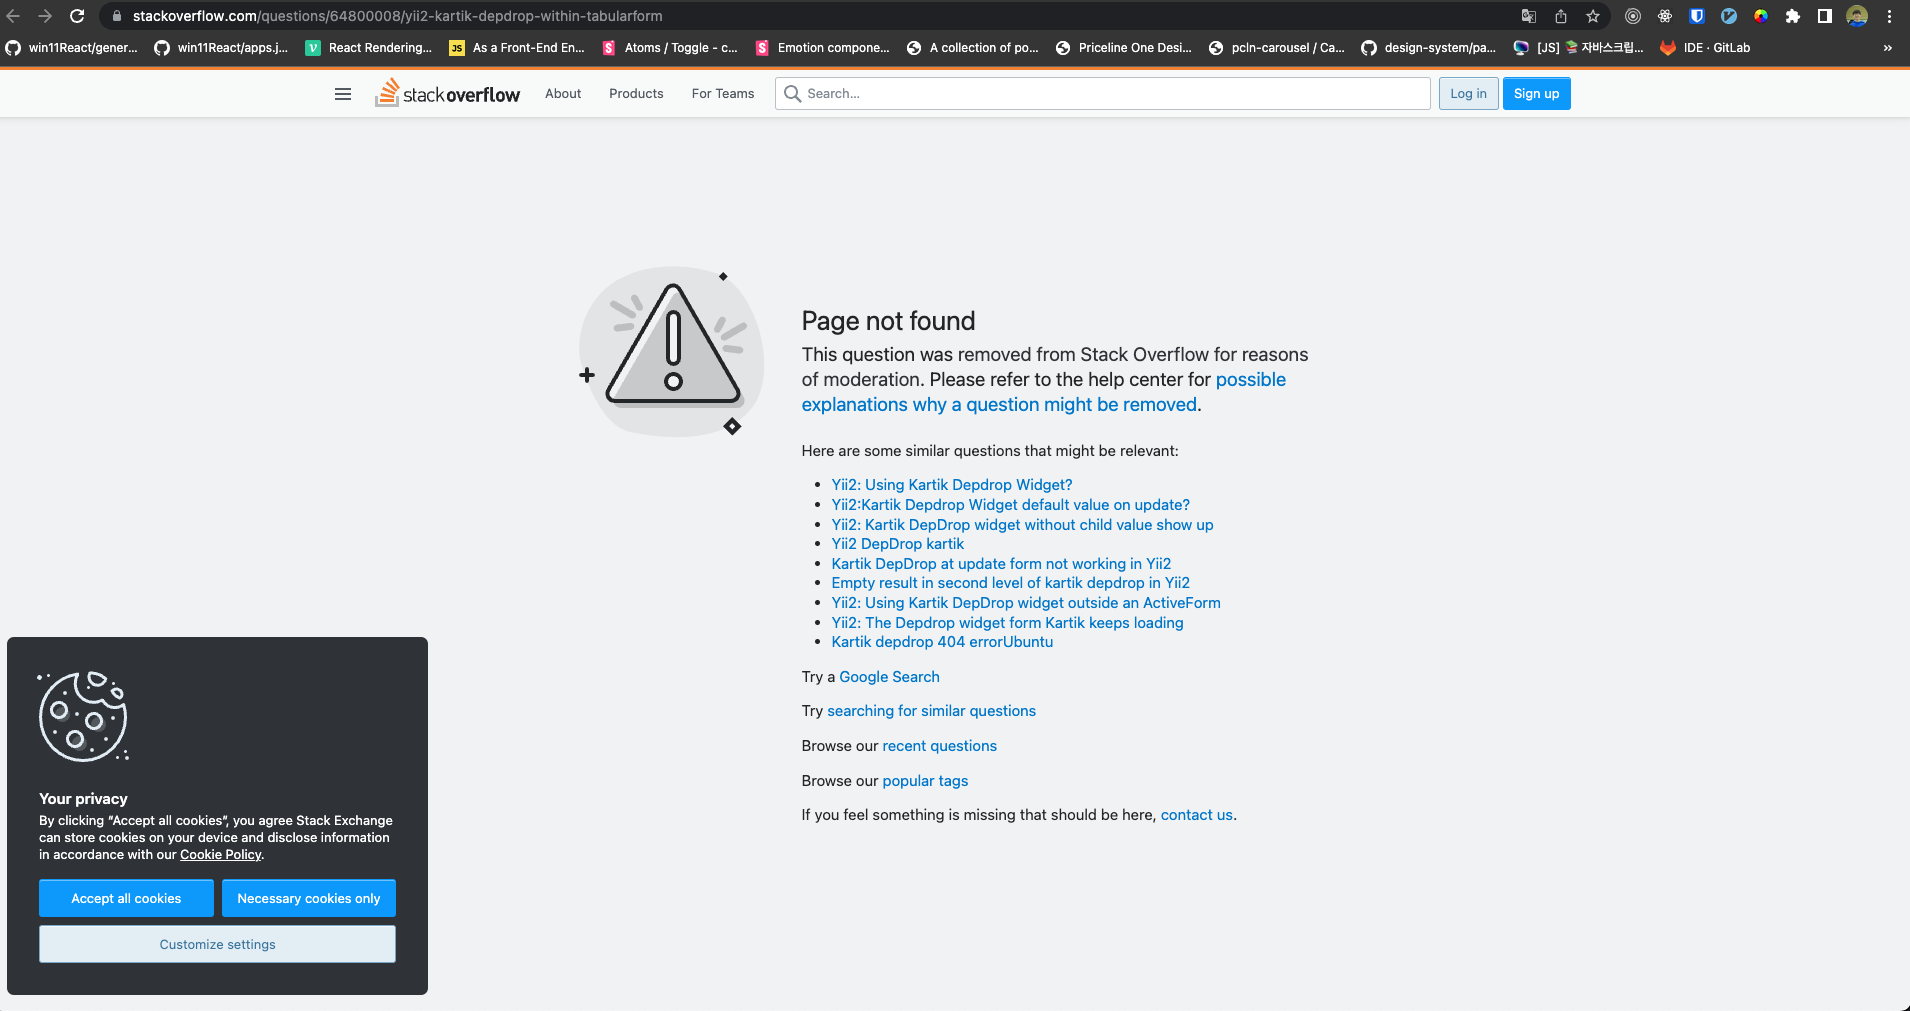 stackoverflow.com/questions/64800008/yii2-kartik-depdrop-within-tabularform
win11React/gener... win11React/apps.j... React Rendering... JS As a Front-End En... Atoms / Toggle - c... Emotion compone... A collection of po... Priceline One Desi... pcln-carousel / Ca... design-system/pa... [JS] 📚 자바스크립... IDE · GitLab »
stackoverflow About Products For Teams Search... Log in Sign up
Page not found
This question was removed from Stack Overflow for reasons
of moderation. Please refer to the help center for possible
explanations why a question might be removed.
Here are some similar questions that might be relevant:
• Yii2: Using Kartik Depdrop Widget?
• Yii2:Kartik Depdrop Widget default value on update?
• Yii2: Kartik DepDrop widget without child value show up
• Yii2 DepDrop kartik
• Kartik DepDrop at update form not working in Yii2
• Empty result in second level of kartik depdrop in Yii2
• Yii2: Using Kartik DepDrop widget outside an ActiveForm
• Yii2: The Depdrop widget form Kartik keeps loading
• Kartik depdrop 404 errorUbuntu
Try a Google Search
Try searching for similar questions
Browse our recent questions
Browse our popular tags
If you feel something is missing that should be here, contact us.
Your privacy
By clicking "Accept all cookies", you agree Stack Exchange
can store cookies on your device and disclose information
in accordance with our Cookie Policy.
Accept all cookies Necessary cookies only
Customize settings